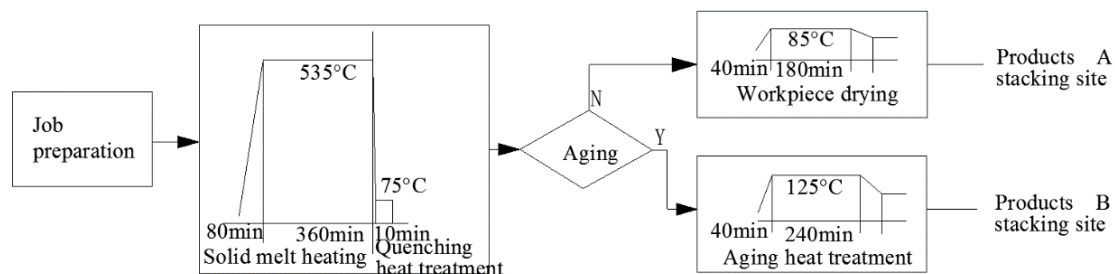 Job
preparation
535°C
75°C
80min
360min
10min
Solid melt heating
Quenching
heat treatment
Aging
N
Y
85°C
40min
180min
Workpiece drying
125°C
40min
240min
Aging heat treatment
Products A
stacking site
Products B
stacking site